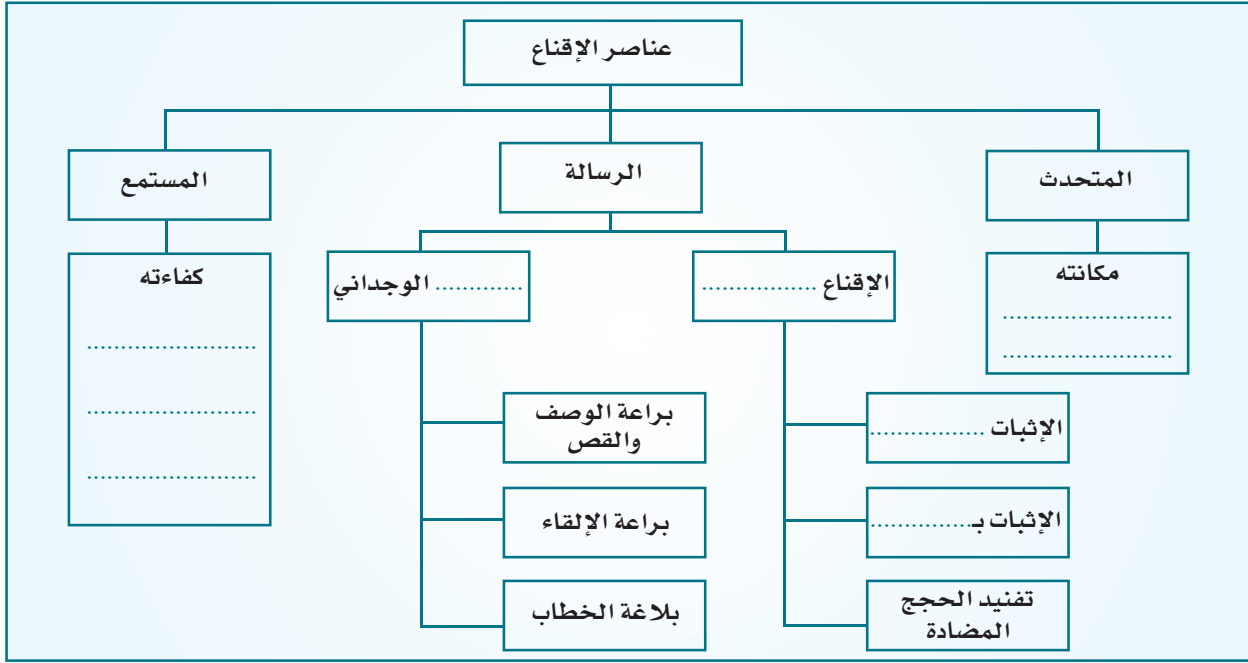 عناصر الإقناع
المتحدث
الرسالة
المستمع
مكانته
........................
........................
الإقناع .................
............. الوجداني
كفاءته
........................
........................
........................
الإثبات .................
الإثبات بـ...............
تفنيد الحجج
المضادة
براعة الوصف
والقص
براعة الإلقاء
بلاغة الخطاب